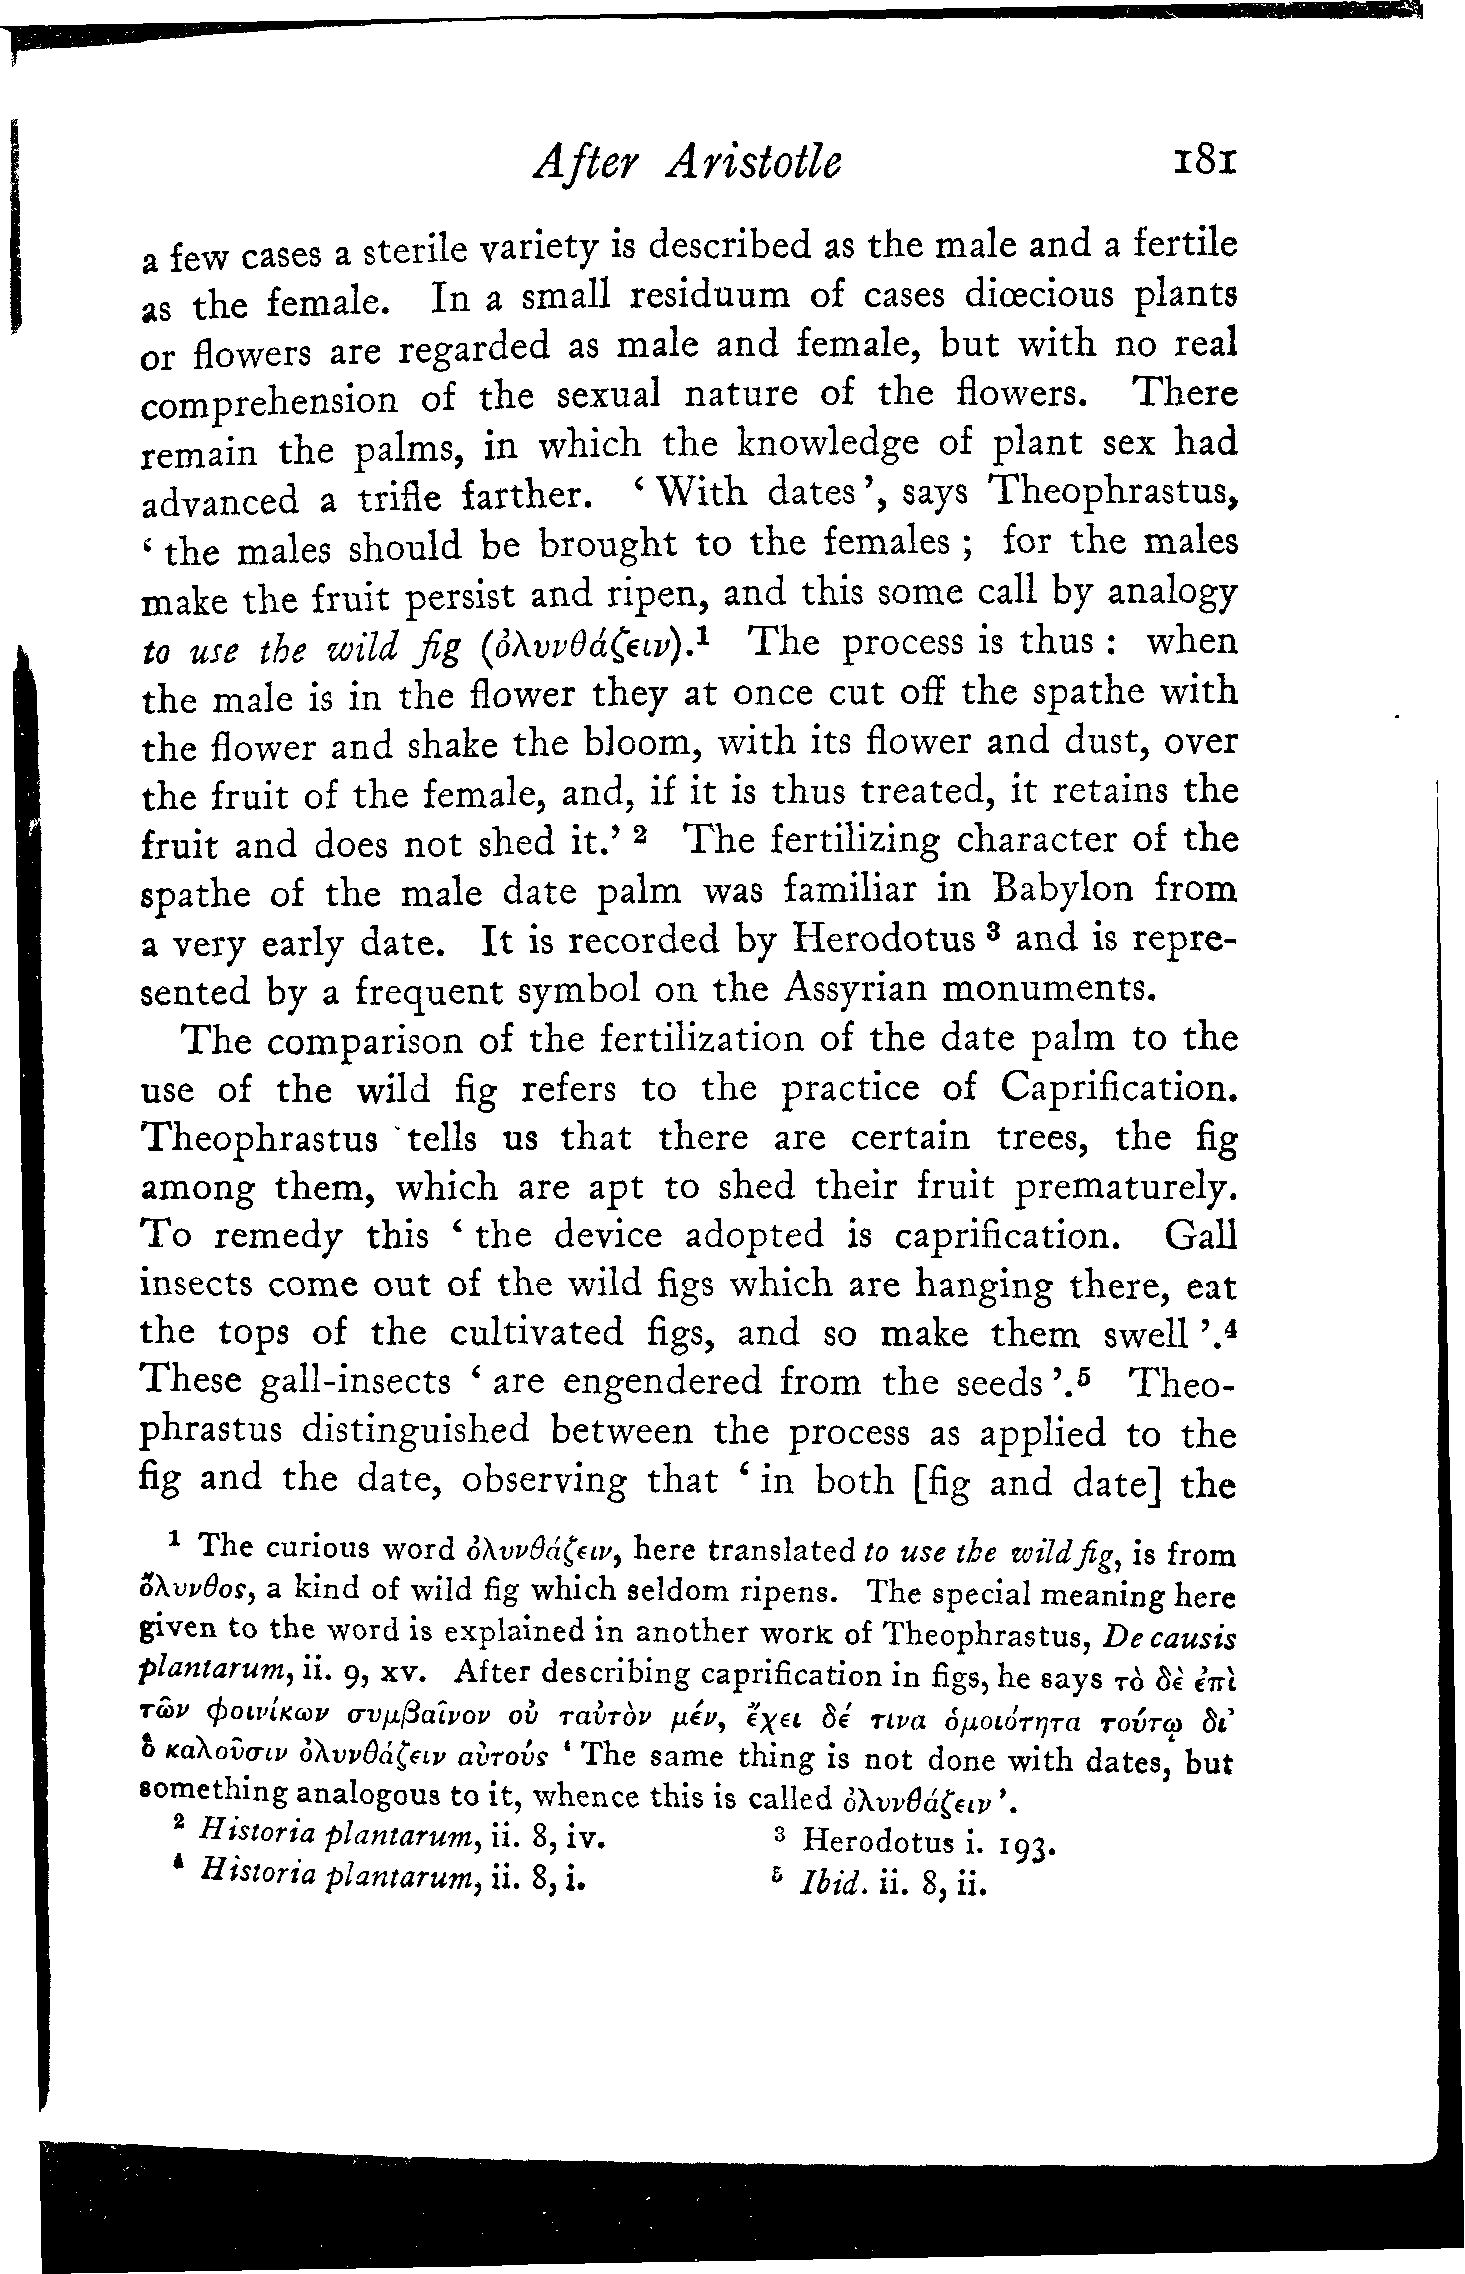 After Aristotle 181
a few cases a sterile variety is described as the male and a fertile
as the female. In a small residuum of cases diœcious plants
or flowers are regarded as male and female, but with no real
comprehension of the sexual nature of the flowers. There
remain the palms, in which the knowledge of plant sex had
advanced a trifle farther. ‘ With dates ’, says Theophrastus,
‘ the males should be brought to the females ; for the males
make the fruit persist and ripen, and this some call by analogy
to use the wild fig (ὀλυνθάζειν).¹ The process is thus : when
the male is in the flower they at once cut off the spathe with
the flower and shake the bloom, with its flower and dust, over
the fruit of the female, and, if it is thus treated, it retains the
fruit and does not shed it.’ ² The fertilizing character of the
spathe of the male date palm was familiar in Babylon from
a very early date. It is recorded by Herodotus ³ and is repre-
sented by a frequent symbol on the Assyrian monuments.
The comparison of the fertilization of the date palm to the
use of the wild fig refers to the practice of Caprification.
Theophrastus tells us that there are certain trees, the fig
among them, which are apt to shed their fruit prematurely.
To remedy this ‘ the device adopted is caprification. Gall
insects come out of the wild figs which are hanging there, eat
the tops of the cultivated figs, and so make them swell ’.⁴
These gall-insects ‘ are engendered from the seeds ’.⁵ Theo-
phrastus distinguished between the process as applied to the
fig and the date, observing that ‘ in both [fig and date] the
¹ The curious word ὀλυνθάζειν, here translated to use the wild fig, is from
ὄλυνθος, a kind of wild fig which seldom ripens. The special meaning here
given to the word is explained in another work of Theophrastus, De causis
plantarum, ii. 9, xv. After describing caprification in figs, he says τὸ δὲ ἐπὶ
τῶν φοινίκων συμβαῖνον οὐ ταὐτὸν μέν, ἔχει δέ τινα ὁμοιότητα τούτῳ δι’
ὃ καλοῦσιν ὀλυνθάζειν αὐτούς ‘ The same thing is not done with dates, but
something analogous to it, whence this is called ὀλυνθάζειν ’.
² Historia plantarum, ii. 8, iv. ³ Herodotus i. 193.
⁴ Historia plantarum, ii. 8, i. ⁵ Ibid. ii. 8, ii.